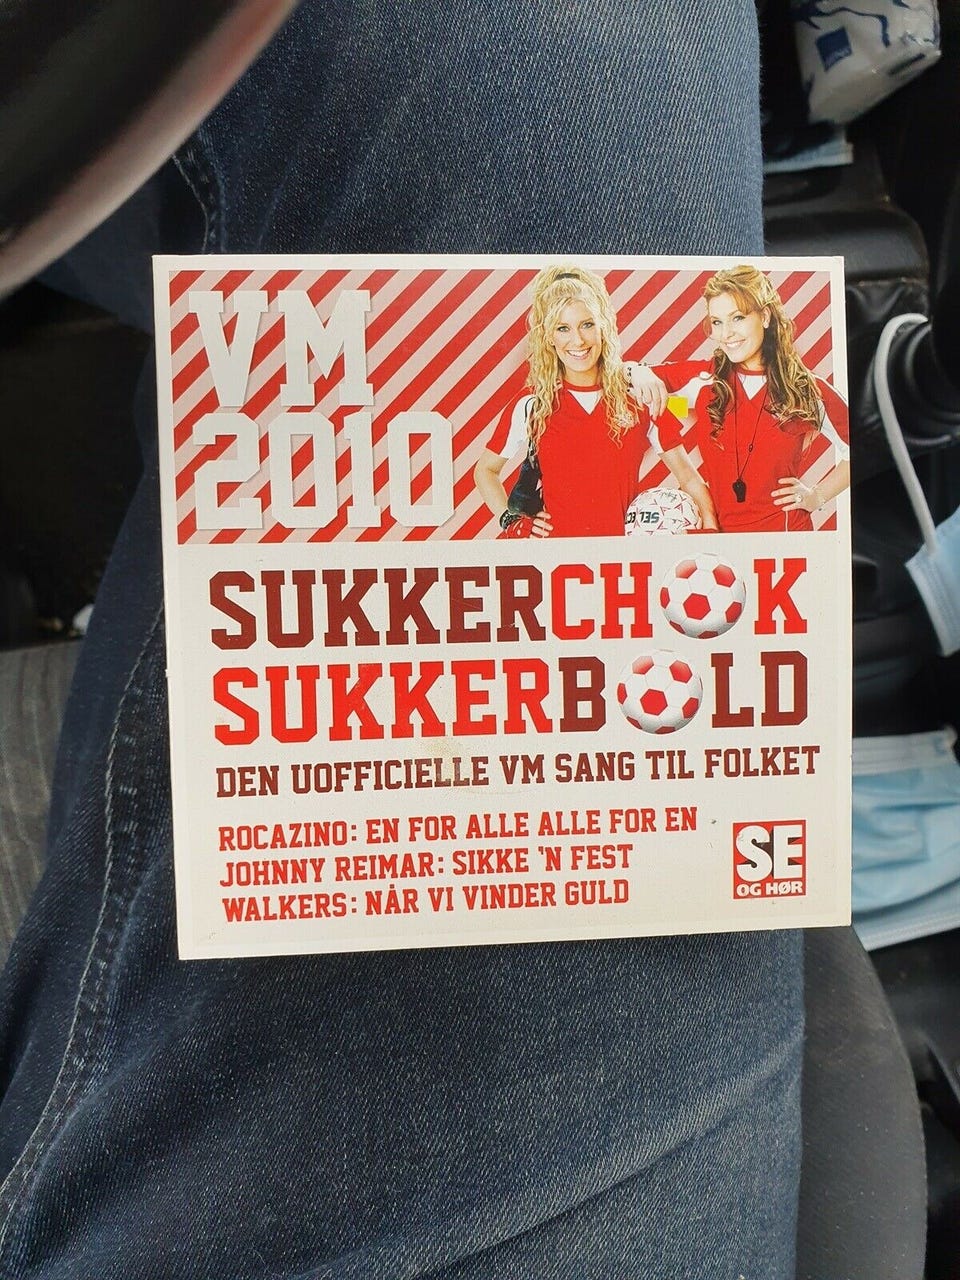 VM
2010
SUKKERCHOK
SUKKERBOLD
DEN UOFFICIELLE VM SANG TIL FOLKET
ROCAZINO: EN FOR ALLE ALLE FOR EN
JOHNNY REIMAR: SIKKE 'N FEST
WALKERS: NÅR VI VINDER GULD
SE
OG HØR